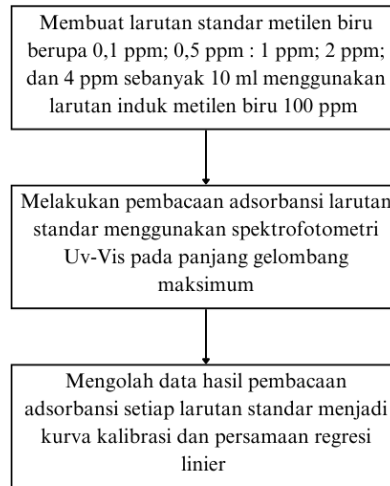 Membuat larutan standar metilen biru
berupa 0,1 ppm; 0,5 ppm : 1 ppm; 2 ppm;
dan 4 ppm sebanyak 10 ml menggunakan
larutan induk metilen biru 100 ppm
Melakukan pembacaan adsorbansi larutan
standar menggunakan spektrofotometri
Uv-Vis pada panjang gelombang
maksimum
Mengolah data hasil pembacaan
adsorbansi setiap larutan standar menjadi
kurva kalibrasi dan persamaan regresi
linier